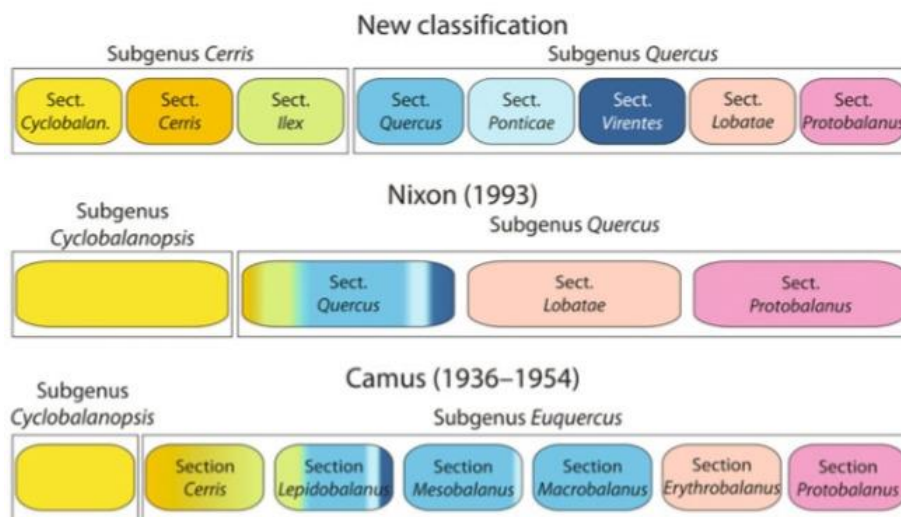 New classification
Subgenus Cerris
Subgenus Quercus
Sect.
Cyclobalan.
Sect.
Cerris
Sect.
Ilex
Sect.
Quercus
Sect.
Ponticae
Sect.
Virentes
Sect.
Lobatae
Sect.
Protobalanus
Nixon (1993)
Subgenus
Cyclobalanopsis
Subgenus Quercus
Sect.
Quercus
Sect.
Lobatae
Sect.
Protobalanus
Camus (1936–1954)
Subgenus
Cyclobalanopsis
Subgenus Euquercus
Section
Cerris
Section
Lepidobalanus
Section
Mesobalanus
Section
Macrobalanus
Section
Erythrobalanus
Section
Protobalanus